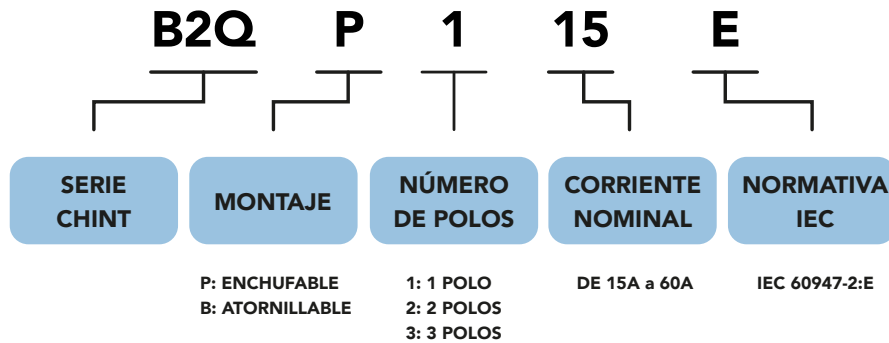 B2Q P 1 15 E
SERIE
CHINT
MONTAJE
NÚMERO
DE POLOS
CORRIENTE
NOMINAL
NORMATIVA
IEC
P: ENCHUFABLE
B: ATORNILLABLE
1: 1 POLO
2: 2 POLOS
3: 3 POLOS
DE 15A a 60A
IEC 60947-2:E